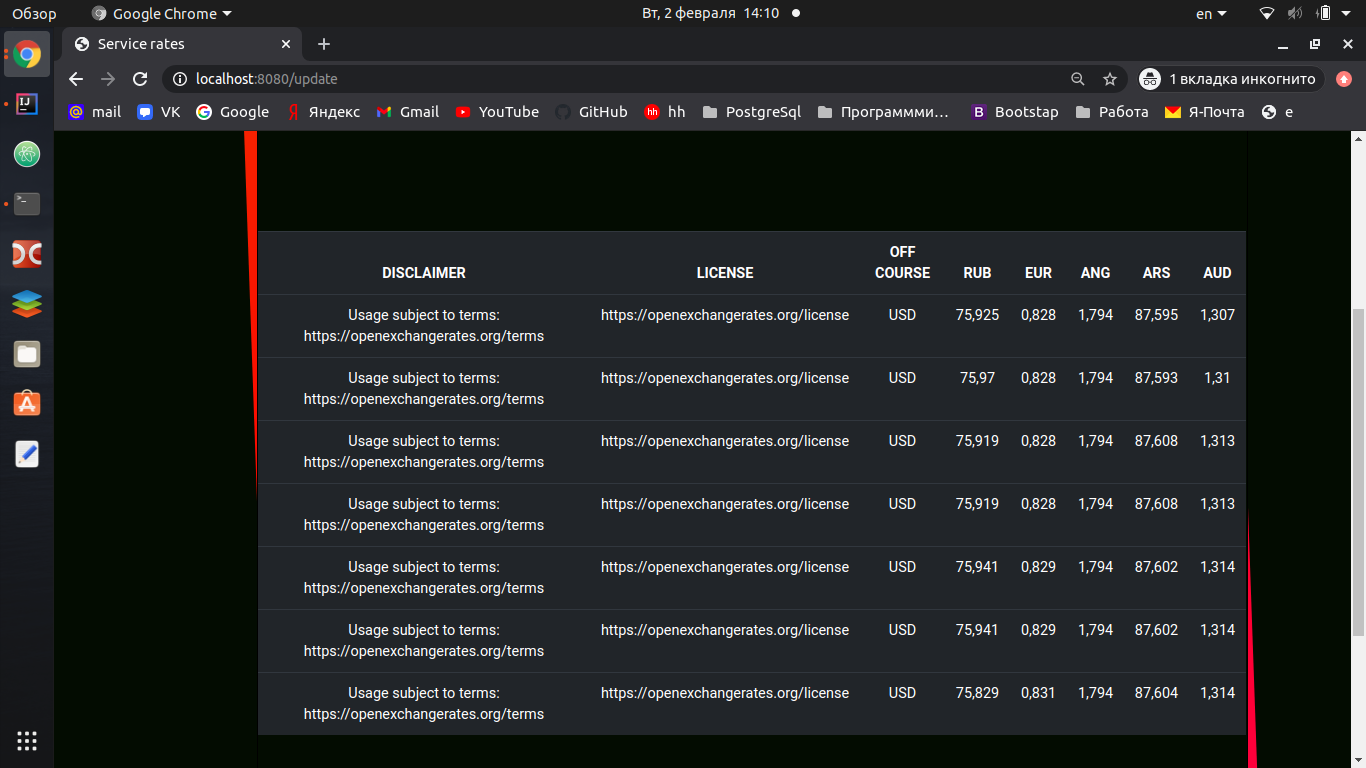 Обзор Google Chrome Вт, 2 февраля 14:10 en
Service rates
localhost:8080/update 1 вкладка инкогнито
mail VK Google Яндекс Gmail YouTube GitHub hh hh PostgreSql Программми… Bootstap Работа Я-Почта e
OFF
DISCLAIMER LICENSE COURSE RUB EUR ANG ARS AUD
Usage subject to terms: https://openexchangerates.org/license USD 75,925 0,828 1,794 87,595 1,307
https://openexchangerates.org/terms
Usage subject to terms: https://openexchangerates.org/license USD 75,97 0,828 1,794 87,593 1,31
https://openexchangerates.org/terms
Usage subject to terms: https://openexchangerates.org/license USD 75,919 0,828 1,794 87,608 1,313
https://openexchangerates.org/terms
Usage subject to terms: https://openexchangerates.org/license USD 75,919 0,828 1,794 87,608 1,313
https://openexchangerates.org/terms
Usage subject to terms: https://openexchangerates.org/license USD 75,941 0,829 1,794 87,602 1,314
https://openexchangerates.org/terms
Usage subject to terms: https://openexchangerates.org/license USD 75,941 0,829 1,794 87,602 1,314
https://openexchangerates.org/terms
Usage subject to terms: https://openexchangerates.org/license USD 75,829 0,831 1,794 87,604 1,314
https://openexchangerates.org/terms